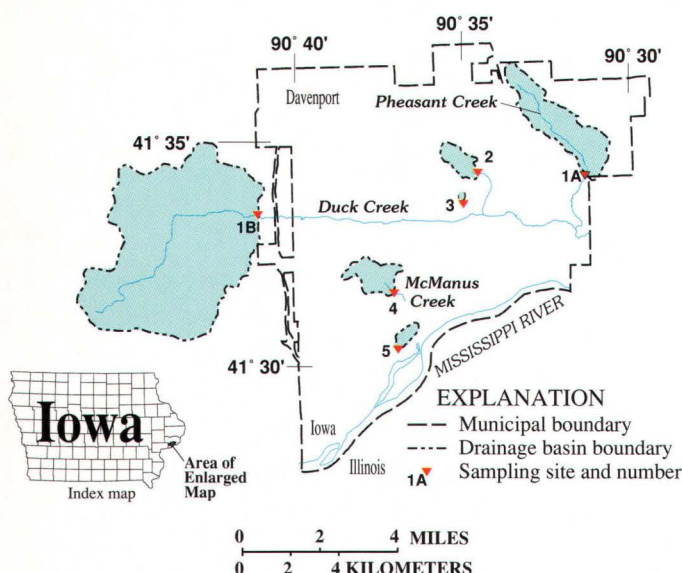 90° 35'
90° 40'
90° 30'
Davenport
Pheasant Creek
41° 35'
2
1A
3
Duck Creek
1B
McManus
Creek
4
5
MISSISSIPPI RIVER
41° 30'
EXPLANATION
Municipal boundary
Drainage basin boundary
Sampling site and number
1A
Iowa
Illinois
Iowa
Index map
Area of
Enlarged
Map
0 2 4 MILES
0 2 4 KILOMETERS